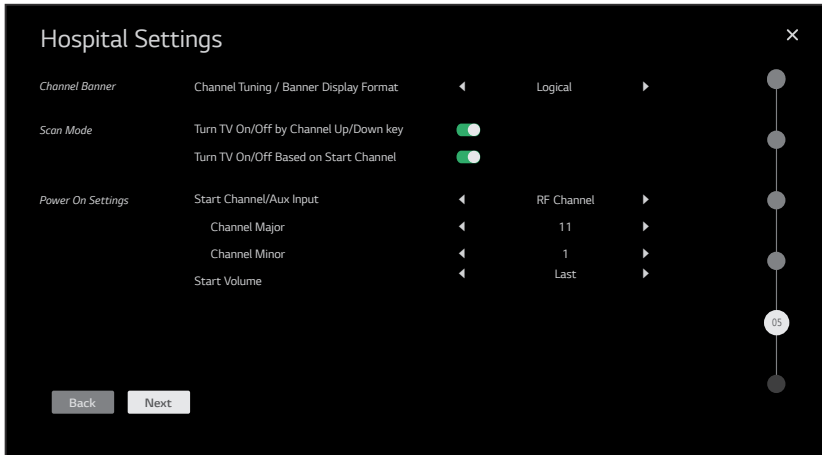 Hospital Settings
Channel Banner Channel Tuning / Banner Display Format Logical
Scan Mode Turn TV On/Off by Channel Up/Down key
Turn TV On/Off Based on Start Channel
Power On Settings Start Channel/Aux Input RF Channel
Channel Major 11
Channel Minor 1
Start Volume Last
05
Back Next